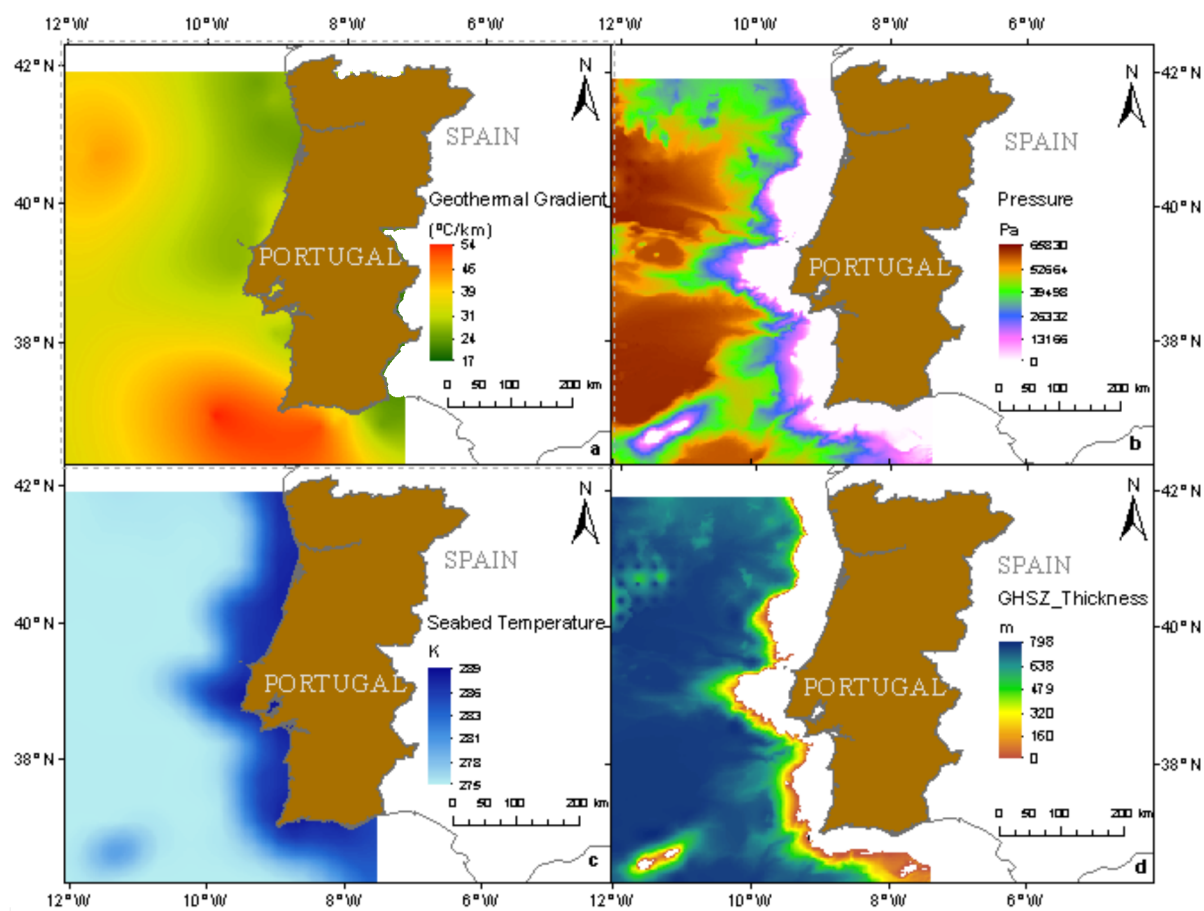 12°W 10°W 8°W 6°W 12°W 10°W 8°W 6°W
42°N
N
SPAIN
40°N
Geothermal Gradient
(ºC/km)
54
46
39
31
24
17
PORTUGAL
38°N
0 50 100 200 km
a
42°N
N
SPAIN
40°N
Pressure
Pa
65830
52664
39498
26332
13166
0
PORTUGAL
38°N
0 50 100 200 km
b
42°N
N
SPAIN
40°N
Seabed Temperature
K
289
286
283
281
278
275
PORTUGAL
38°N
0 50 100 200 km
c
42°N
N
SPAIN
GHSZ_Thickness
40°N
m
798
638
479
320
160
0
PORTUGAL
38°N
0 50 100 200 km
d
12°W 10°W 8°W 6°W 12°W 10°W 8°W 6°W